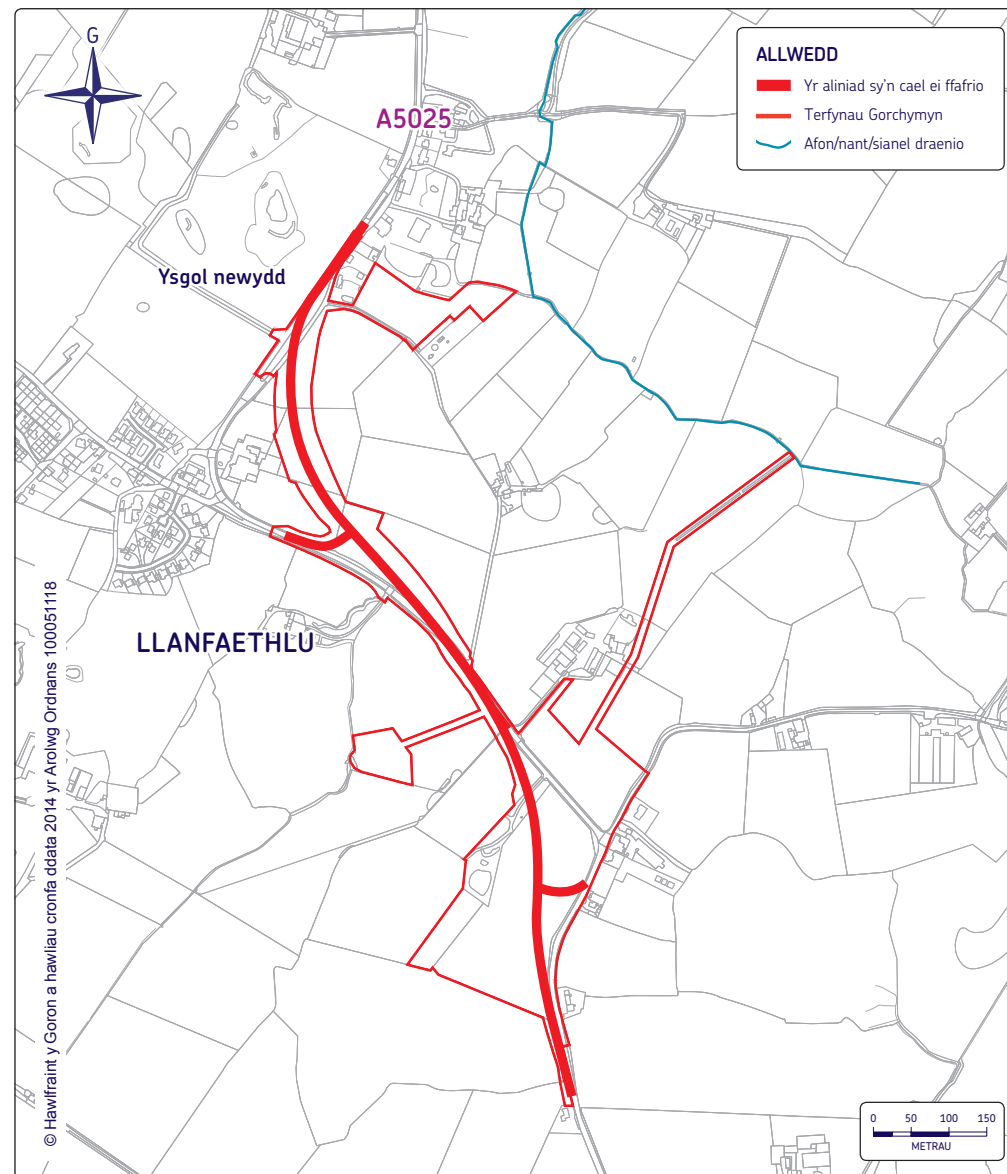 G
ALLWEDD
Yr aliniad sy'n cael ei ffafrio
Terfynau Gorchymyn
Afon/nant/sianel draenio
A5025
Ysgol newydd
LLANFAETHLU
© Hawlfraint y Goron a hawliau cronfa ddata 2014 yr Arolwg Ordnans 100051118
0 50 100 150
METRAU